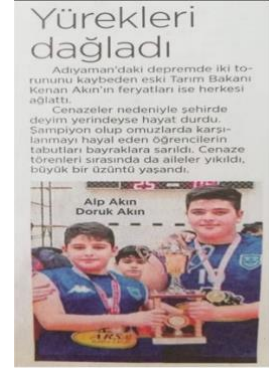 Yürekleri
dağladı
Adıyaman'daki depremde iki to-
rununu kaybeden eski Tarım Bakanı
Kenan Akın'ın feryatları ise herkesi
ağlattı.
Cenazeler nedeniyle şehirde
deyim yerindeyse hayat durdu.
Şampiyon olup omuzlarda karşı-
lanmayı hayal eden öğrencilerin
tabutları bayraklara sarıldı. Cenaze
törenleri sırasında da aileler yıkıldı,
büyük bir üzüntü yaşandı.
Alp Akın
Doruk Akın